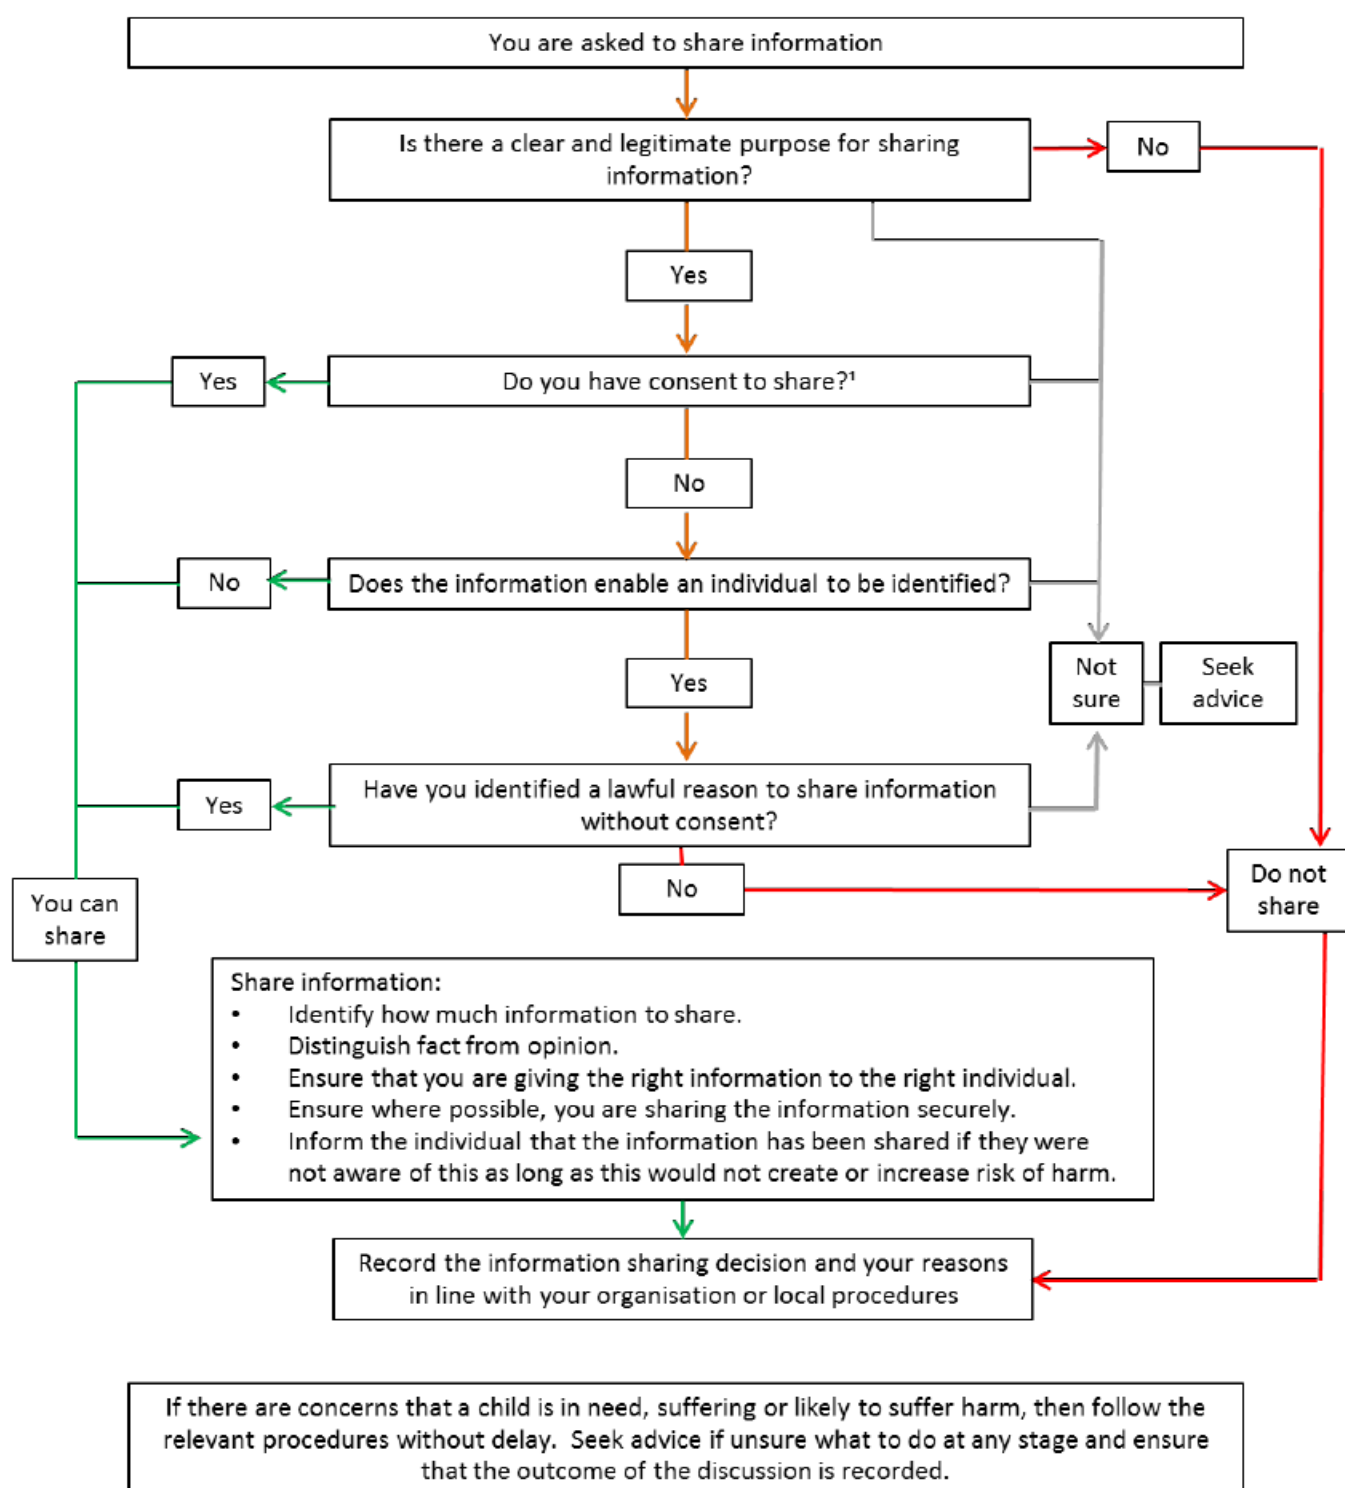 You are asked to share information
Is there a clear and legitimate purpose for sharing
information?
No
Yes
Yes
Do you have consent to share?¹
No
No
Does the information enable an individual to be identified?
Yes
Not
sure
Seek
advice
Yes
Have you identified a lawful reason to share information
without consent?
No
Do not
share
You can
share
Share information:
• Identify how much information to share.
• Distinguish fact from opinion.
• Ensure that you are giving the right information to the right individual.
• Ensure where possible, you are sharing the information securely.
• Inform the individual that the information has been shared if they were
not aware of this as long as this would not create or increase risk of harm.
Record the information sharing decision and your reasons
in line with your organisation or local procedures
If there are concerns that a child is in need, suffering or likely to suffer harm, then follow the
relevant procedures without delay. Seek advice if unsure what to do at any stage and ensure
that the outcome of the discussion is recorded.